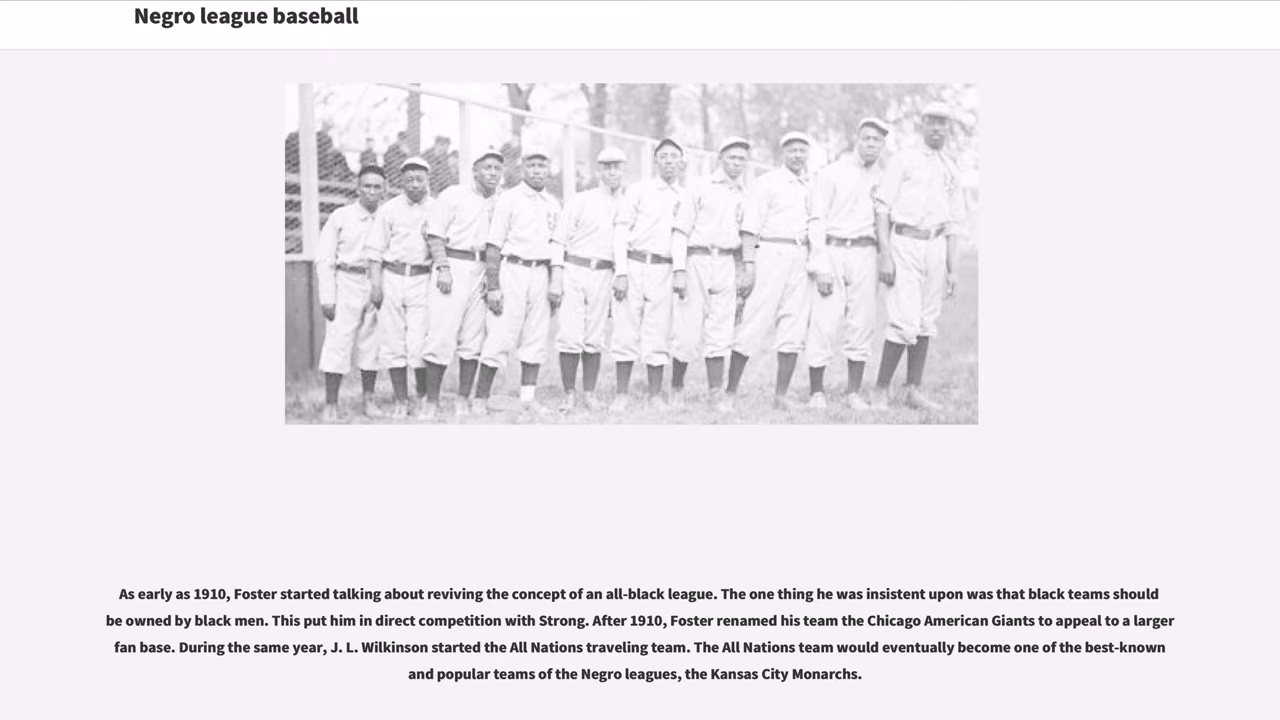 Negro league baseball
As early as 1910, Foster started talking about reviving the concept of an all-black league. The one thing he was insistent upon was that black teams should
be owned by black men. This put him in direct competition with Strong. After 1910, Foster renamed his team the Chicago American Giants to appeal to a larger
fan base. During the same year, J. L. Wilkinson started the All Nations traveling team. The All Nations team would eventually become one of the best-known
and popular teams of the Negro leagues, the Kansas City Monarchs.